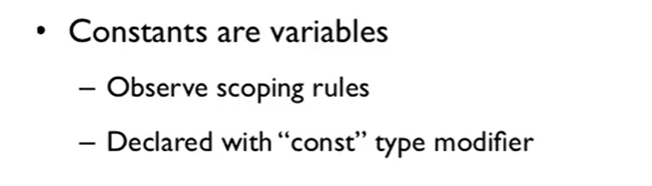 • Constants are variables
– Observe scoping rules
– Declared with “const” type modifier